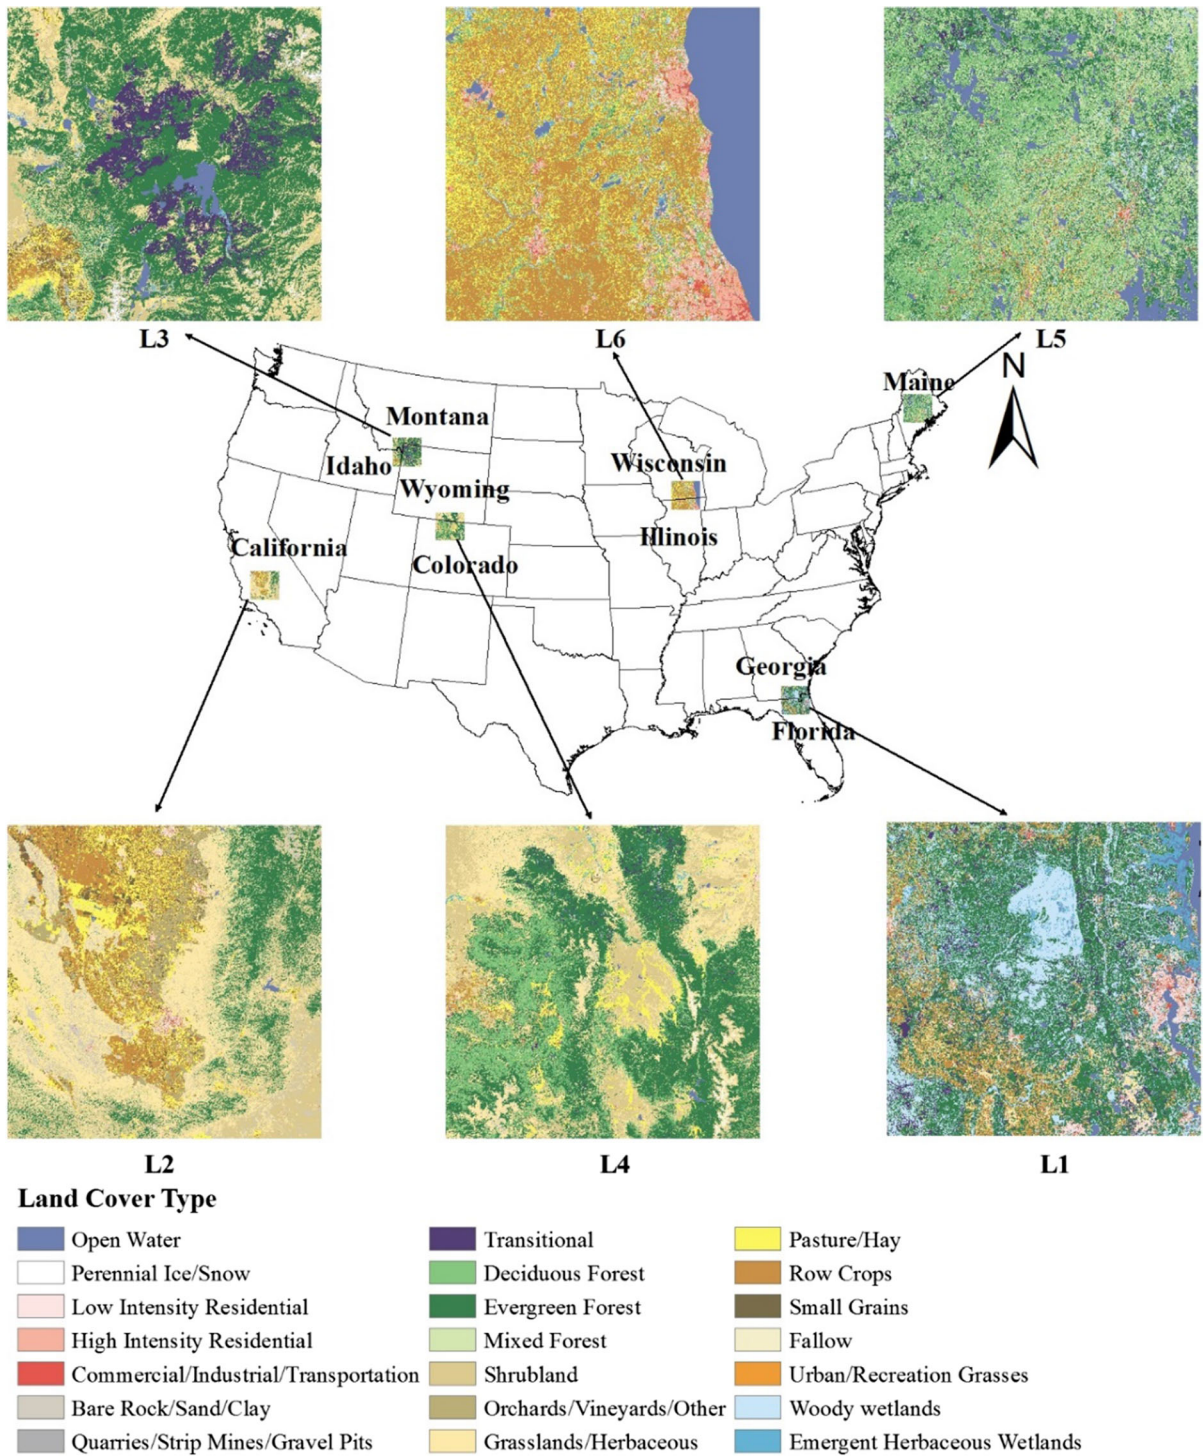 L3
L6
L5
N
Maine
Montana
Idaho
Wisconsin
Wyoming
Illinois
California
Colorado
Georgia
Florida
L2
L4
L1
Land Cover Type
Open Water
Perennial Ice/Snow
Low Intensity Residential
High Intensity Residential
Commercial/Industrial/Transportation
Bare Rock/Sand/Clay
Quarries/Strip Mines/Gravel Pits
Transitional
Deciduous Forest
Evergreen Forest
Mixed Forest
Shrubland
Orchards/Vineyards/Other
Grasslands/Herbaceous
Pasture/Hay
Row Crops
Small Grains
Fallow
Urban/Recreation Grasses
Woody wetlands
Emergent Herbaceous Wetlands